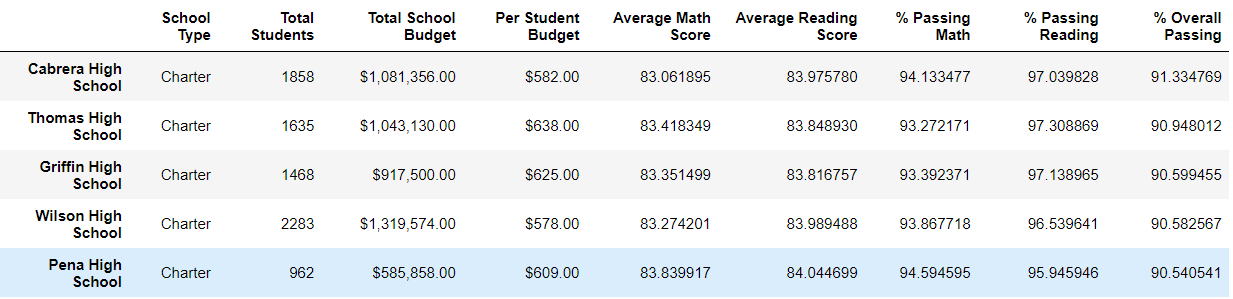 School Type Total Students Total School Budget Per Student Budget Average Math Score Average Reading Score % Passing Math % Passing Reading % Overall Passing
Cabrera High School Charter 1858 $1,081,356.00 $582.00 83.061895 83.975780 94.133477 97.039828 91.334769
Thomas High School Charter 1635 $1,043,130.00 $638.00 83.418349 83.848930 93.272171 97.308869 90.948012
Griffin High School Charter 1468 $917,500.00 $625.00 83.351499 83.816757 93.392371 97.138965 90.599455
Wilson High School Charter 2283 $1,319,574.00 $578.00 83.274201 83.989488 93.867718 96.539641 90.582567
Pena High School Charter 962 $585,858.00 $609.00 83.839917 84.044699 94.594595 95.945946 90.540541